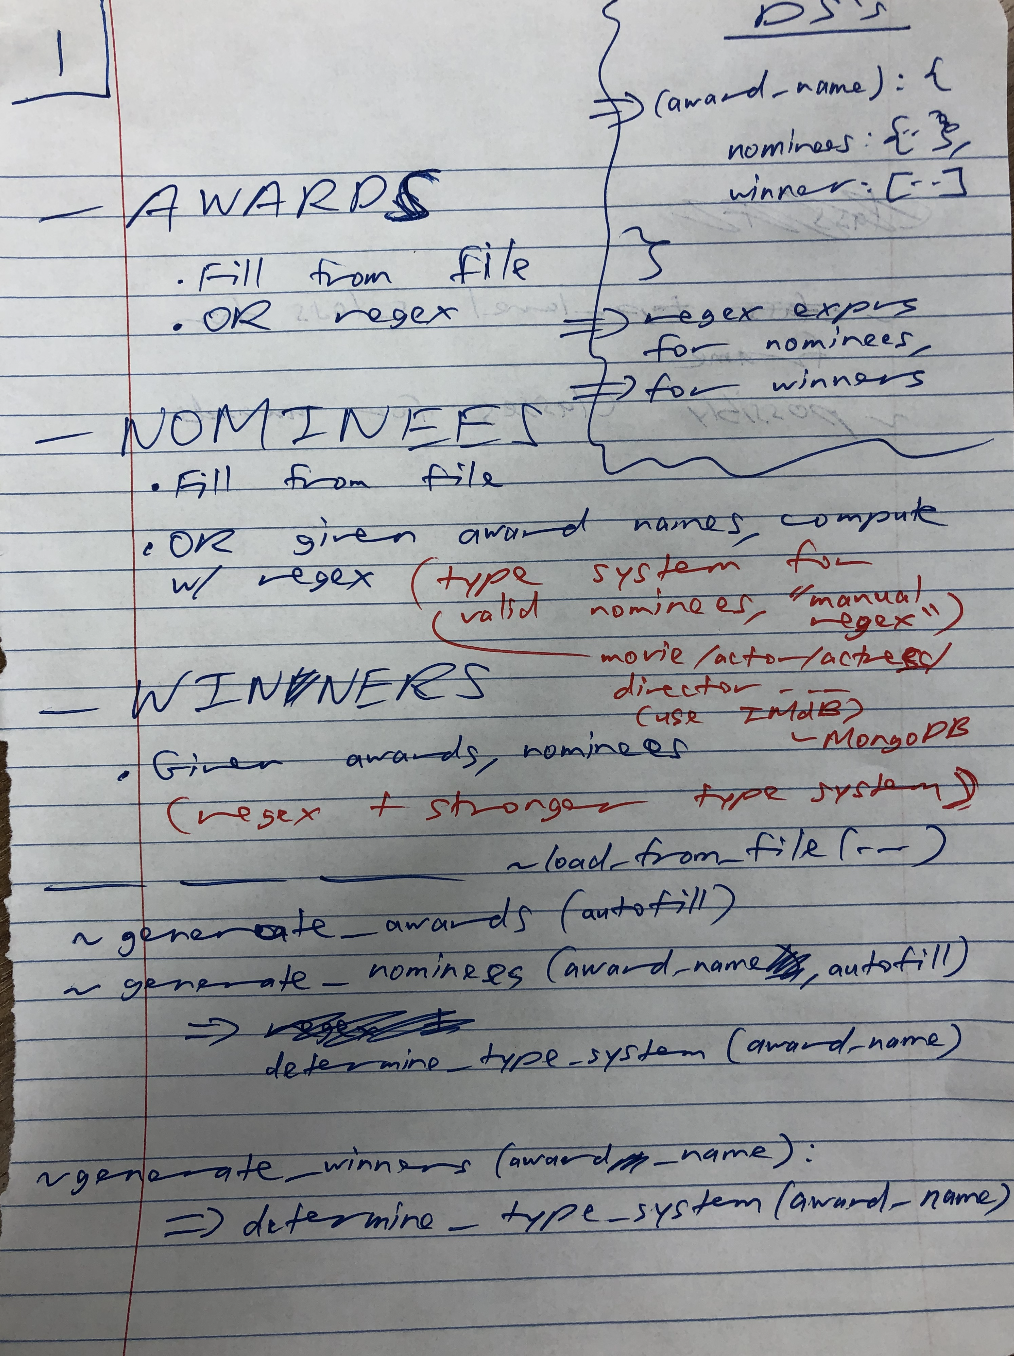 1
DS's
⇒ (award_name): {
nominees: {..},
winner: [--]
}
⇒ regex exprs
for nominees,
⇒ for winners
— AWARDS
. Fill from file
. OR regex
— NOMINEES
. Fill from file
. OR given award names, compute
w/ regex (type system for
valid nominees, "manual
regex")
movie/actor/actress/
director - --
(use IMdB)
- MongoDB
— WINNERS
. Given awards, nominees
(regex + stronger type system)
~ load_from_file (---)
~ generate_awards (autofill)
~ generate_nominees (award_name, autofill)
⇒
determine_type_system (award_name)
~ generate_winners (award_name):
⇒ determine_type_system (award_name)